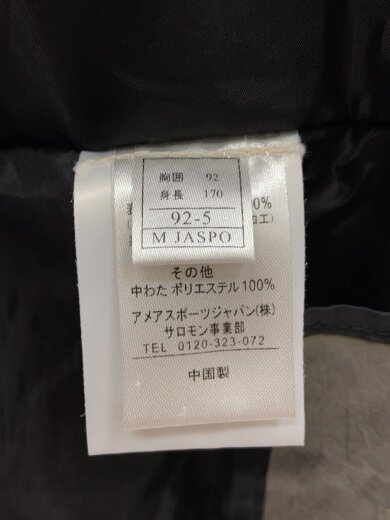 胸囲 92
身長 170
92-5
M JASPO
0%
エ)
その他
中わた ポリエステル100%
アメアスポーツジャパン(株)
サロモン事業部
TEL 0120-323-072
中国製